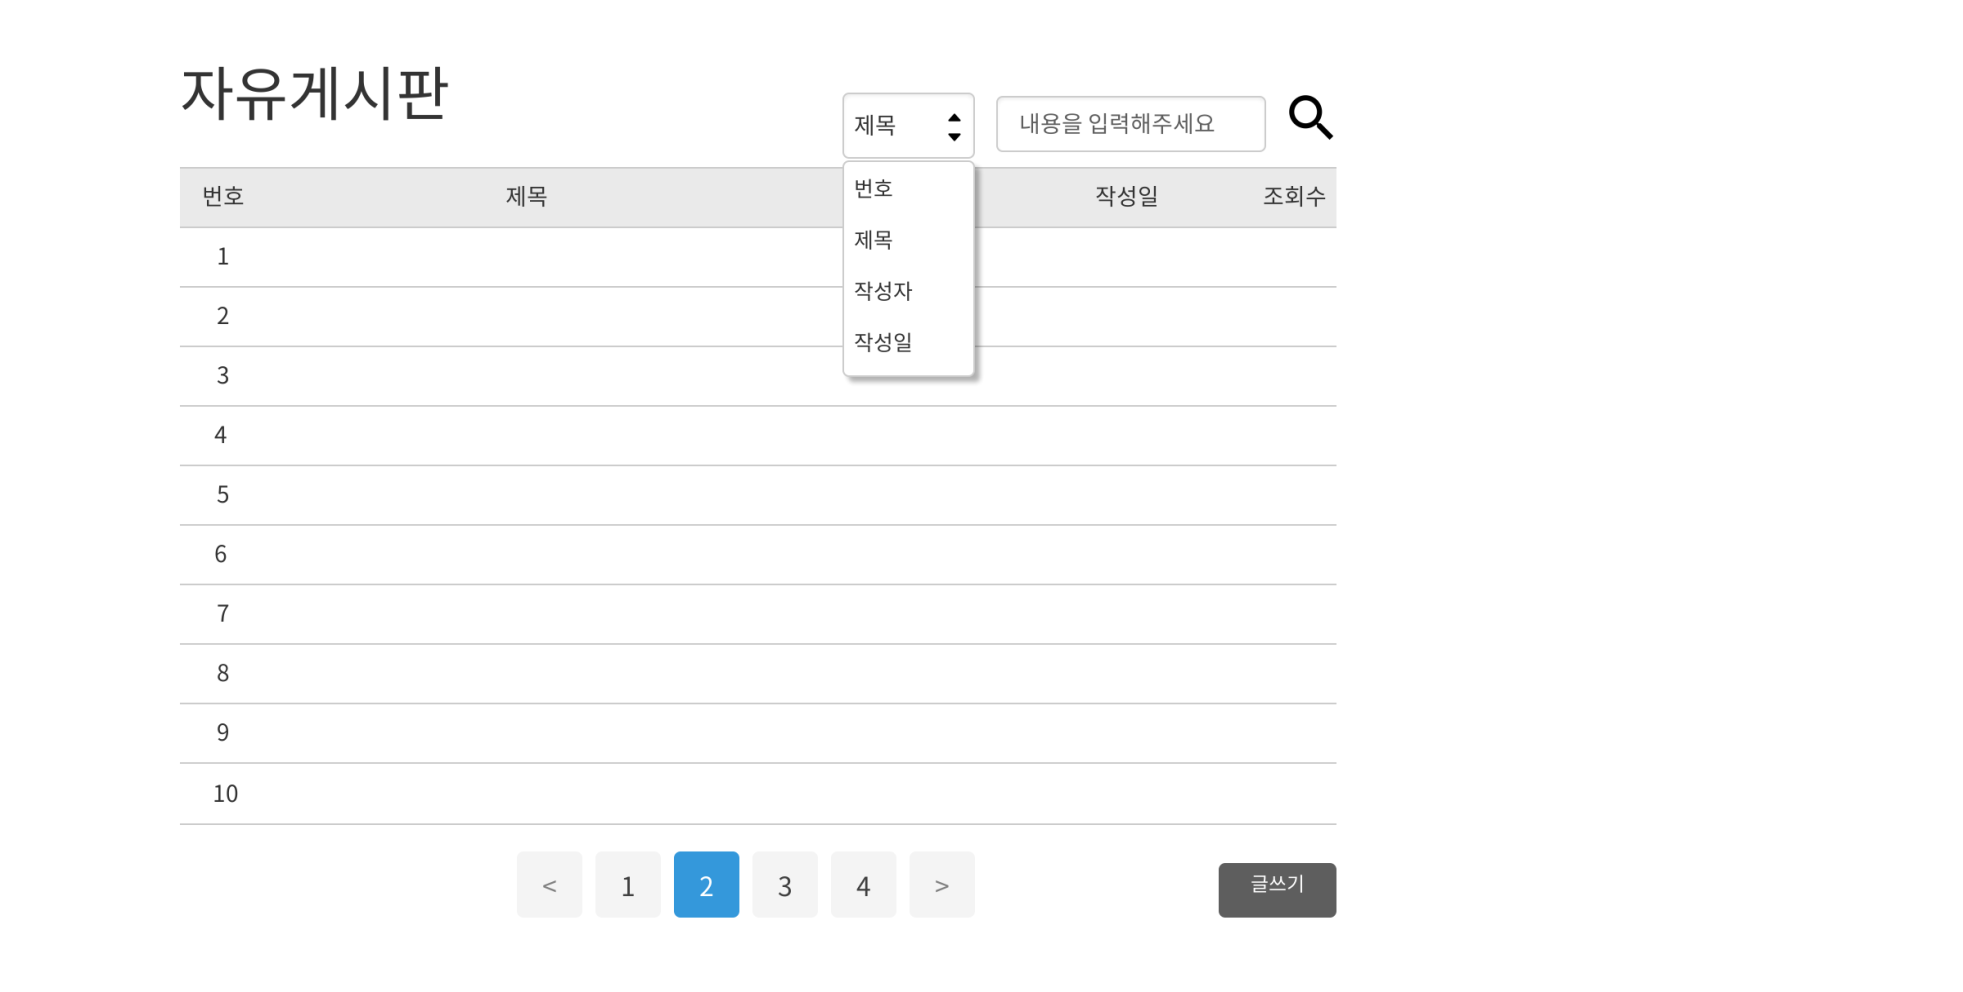 자유게시판
제목
내용을 입력해주세요
번호 제목 작성일 조회수
번호
제목
작성자
작성일
1
2
3
4
5
6
7
8
9
10
< 1 2 3 4 >
글쓰기